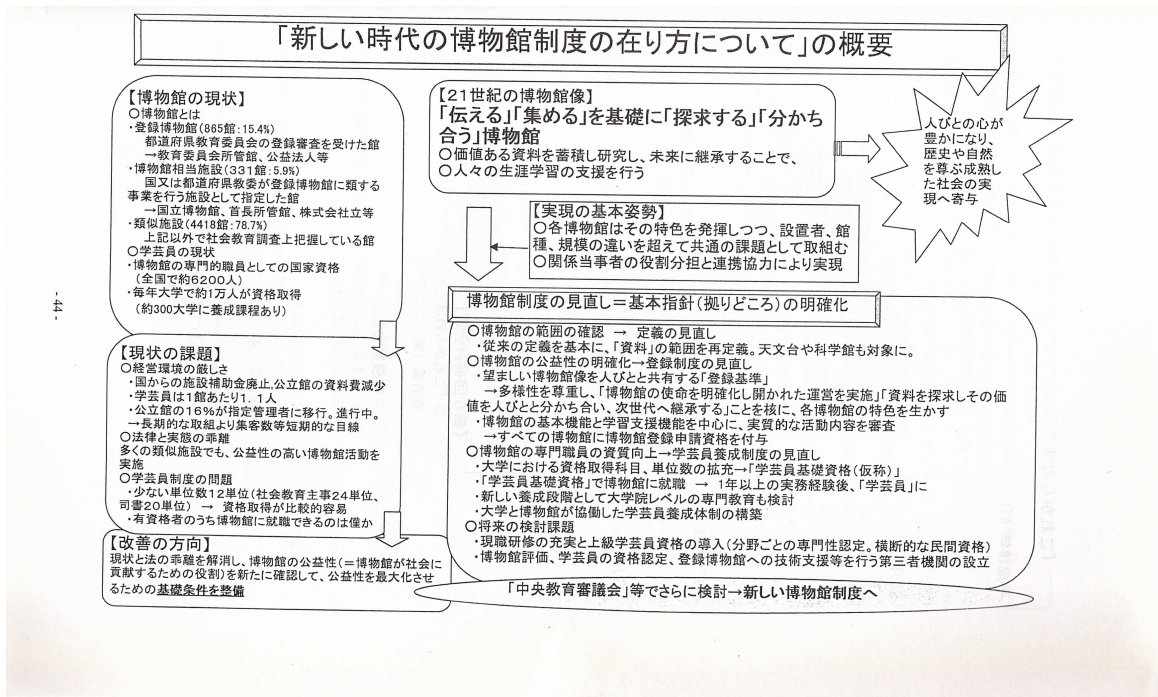 「新しい時代の博物館制度の在り方について」の概要
【博物館の現状】
○博物館とは
・登録博物館(865館：15.4%)
都道府県教育委員会の登録審査を受けた館
→教育委員会所管館、公益法人等
・博物館相当施設(331館：5.9%)
国又は都道府県教委が登録博物館に類する
事業を行う施設として指定した館
→国立博物館、首長所管館、株式会社立等
・類似施設(4418館：78.7%)
上記以外で社会教育調査上把握している館
○学芸員の現状
・博物館の専門的職員としての国家資格
(全国で約6200人)
・毎年大学で約1万人が資格取得
(約300大学に養成課程あり)
【現状の課題】
○経営環境の厳しさ
・国からの施設補助金廃止,公立館の資料費減少
・学芸員は1館あたり1．1人
・公立館の16%が指定管理者に移行。進行中。
→長期的な取組より集客数等短期的な目線
○法律と実態の乖離
多くの類似施設でも、公益性の高い博物館活動を
実施
○学芸員制度の問題
・少ない単位数12単位(社会教育主事24単位、
司書20単位) → 資格取得が比較的容易
・有資格者のうち博物館に就職できるのは僅か
【改善の方向】
現状と法の乖離を解消し、博物館の公益性(＝博物館が社会に
貢献するための役割)を新たに確認して、公益性を最大化させ
るための基礎条件を整備
【21世紀の博物館像】
「伝える」「集める」を基礎に「探求する」「分かち
合う」博物館
○価値ある資料を蓄積し研究し、未来に継承することで、
○人々の生涯学習の支援を行う
人びとの心が
豊かになり、
歴史や自然
を尊ぶ成熟し
た社会の実
現へ寄与
【実現の基本姿勢】
○各博物館はその特色を発揮しつつ、設置者、館
種、規模の違いを超えて共通の課題として取組む
○関係当事者の役割分担と連携協力により実現
博物館制度の見直し＝基本指針(拠りどころ)の明確化
○博物館の範囲の確認 → 定義の見直し
・従来の定義を基本に、「資料」の範囲を再定義。天文台や科学館も対象に。
○博物館の公益性の明確化→登録制度の見直し
・望ましい博物館像を人びとと共有する「登録基準」
→多様性を尊重し、「博物館の使命を明確化し開かれた運営を実施」「資料を探求しその価
値を人びとと分かち合い、次世代へ継承する」ことを核に、各博物館の特色を生かす
・博物館の基本機能と学習支援機能を中心に、実質的な活動内容を審査
→すべての博物館に博物館登録申請資格を付与
○博物館の専門職員の資質向上→学芸員養成制度の見直し
・大学における資格取得科目、単位数の拡充→「学芸員基礎資格(仮称)」
・「学芸員基礎資格」で博物館に就職 → 1年以上の実務経験後、「学芸員」に
・新しい養成段階として大学院レベルの専門教育も検討
・大学と博物館が協働した学芸員養成体制の構築
○将来の検討課題
・現職研修の充実と上級学芸員資格の導入(分野ごとの専門性認定。横断的な民間資格)
・博物館評価、学芸員の資格認定、登録博物館への技術支援等を行う第三者機関の設立
「中央教育審議会」等でさらに検討→新しい博物館制度へ
- 44 -